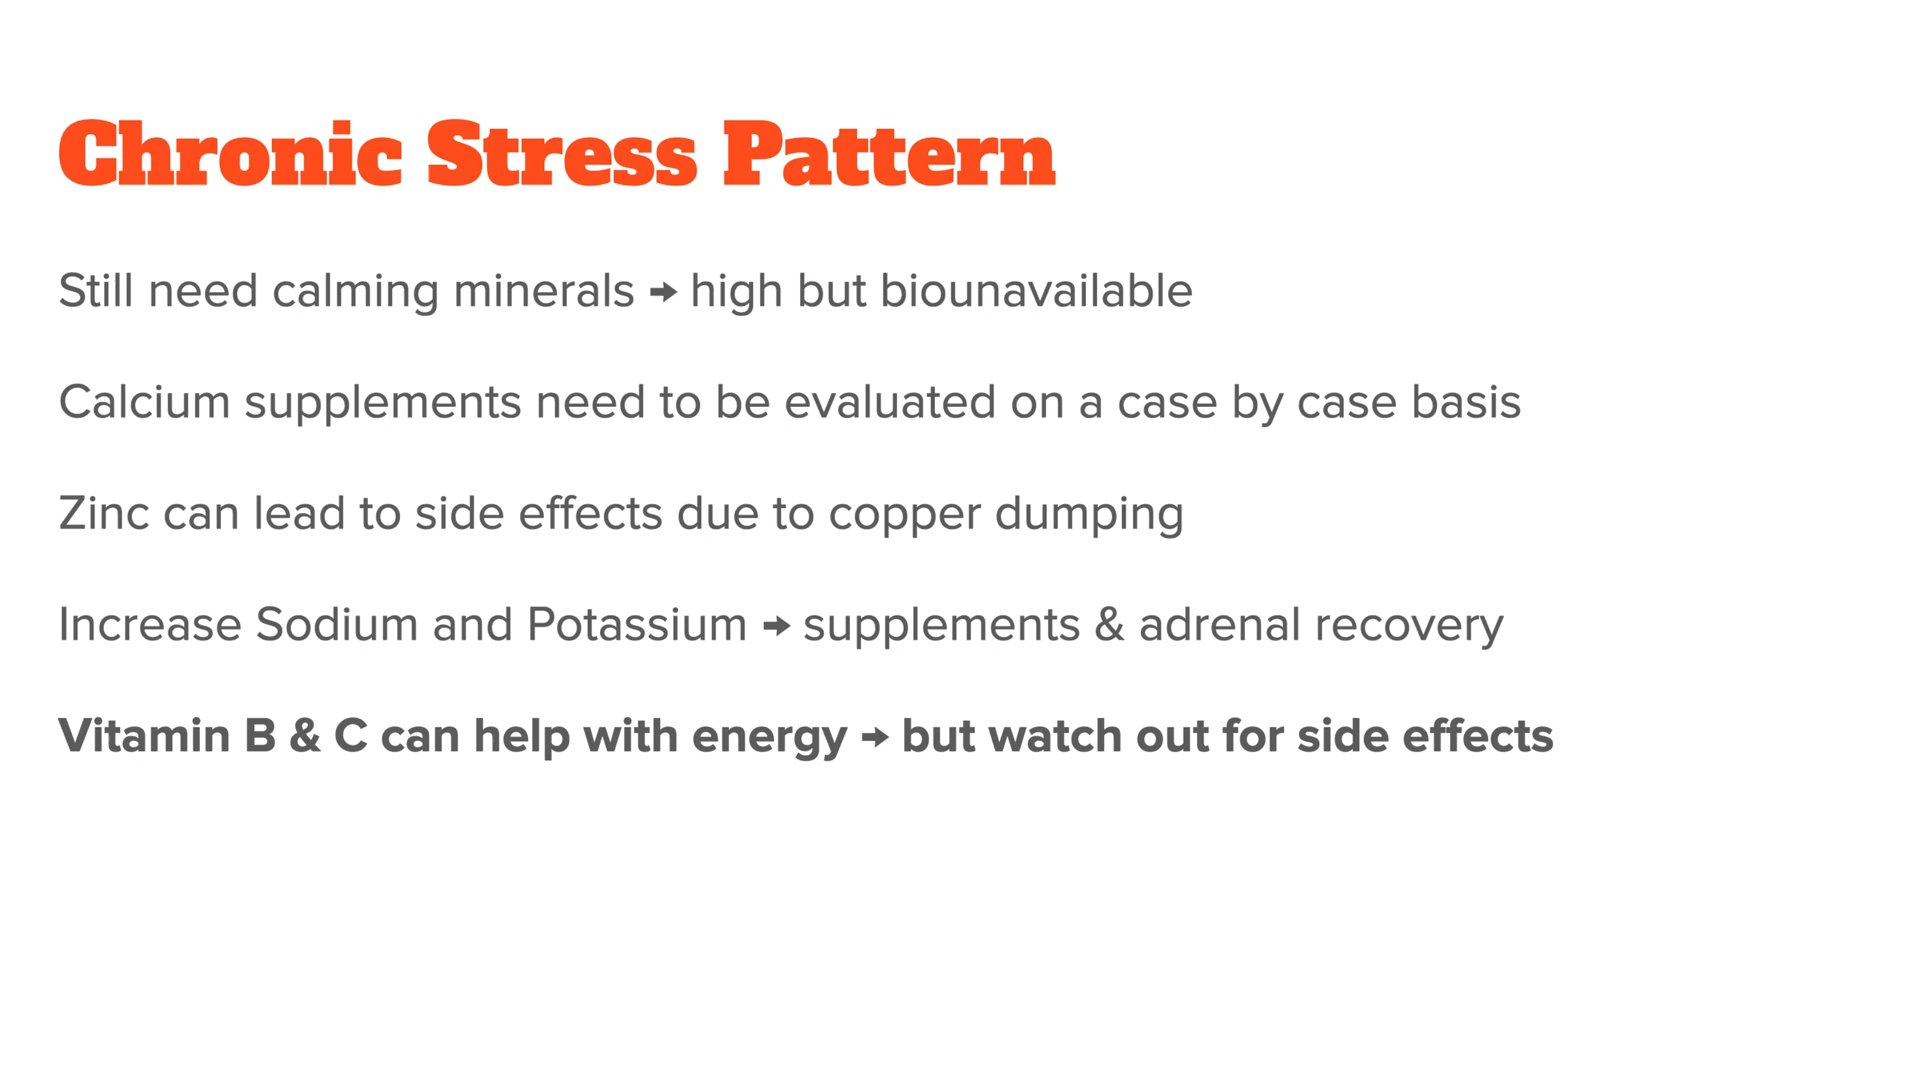 Chronic Stress Pattern
Still need calming minerals → high but biounavailable
Calcium supplements need to be evaluated on a case by case basis
Zinc can lead to side effects due to copper dumping
Increase Sodium and Potassium → supplements & adrenal recovery
Vitamin B & C can help with energy → but watch out for side effects